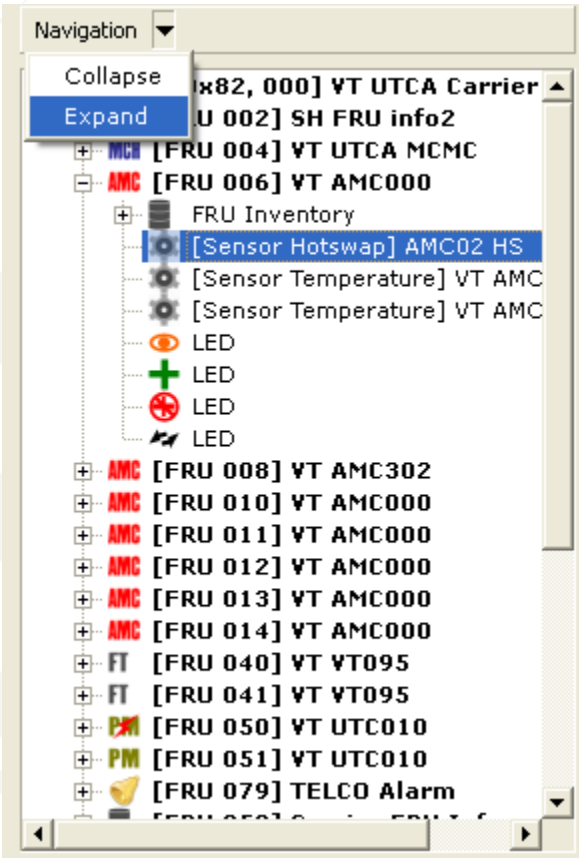 Navigation
Collapse
Expand
x82, 000] VT UTCA Carrier
U 002] SH FRU info2
MCH [FRU 004] VT UTCA MCMC
AMC [FRU 006] VT AMC000
FRU Inventory
[Sensor Hotswap] AMC02 HS
[Sensor Temperature] VT AMC
[Sensor Temperature] VT AMC
LED
LED
LED
LED
AMC [FRU 008] VT AMC302
AMC [FRU 010] VT AMC000
AMC [FRU 011] VT AMC000
AMC [FRU 012] VT AMC000
AMC [FRU 013] VT AMC000
AMC [FRU 014] VT AMC000
FT [FRU 040] VT VT095
FT [FRU 041] VT VT095
PM [FRU 050] VT UTC010
PM [FRU 051] VT UTC010
[FRU 079] TELCO Alarm